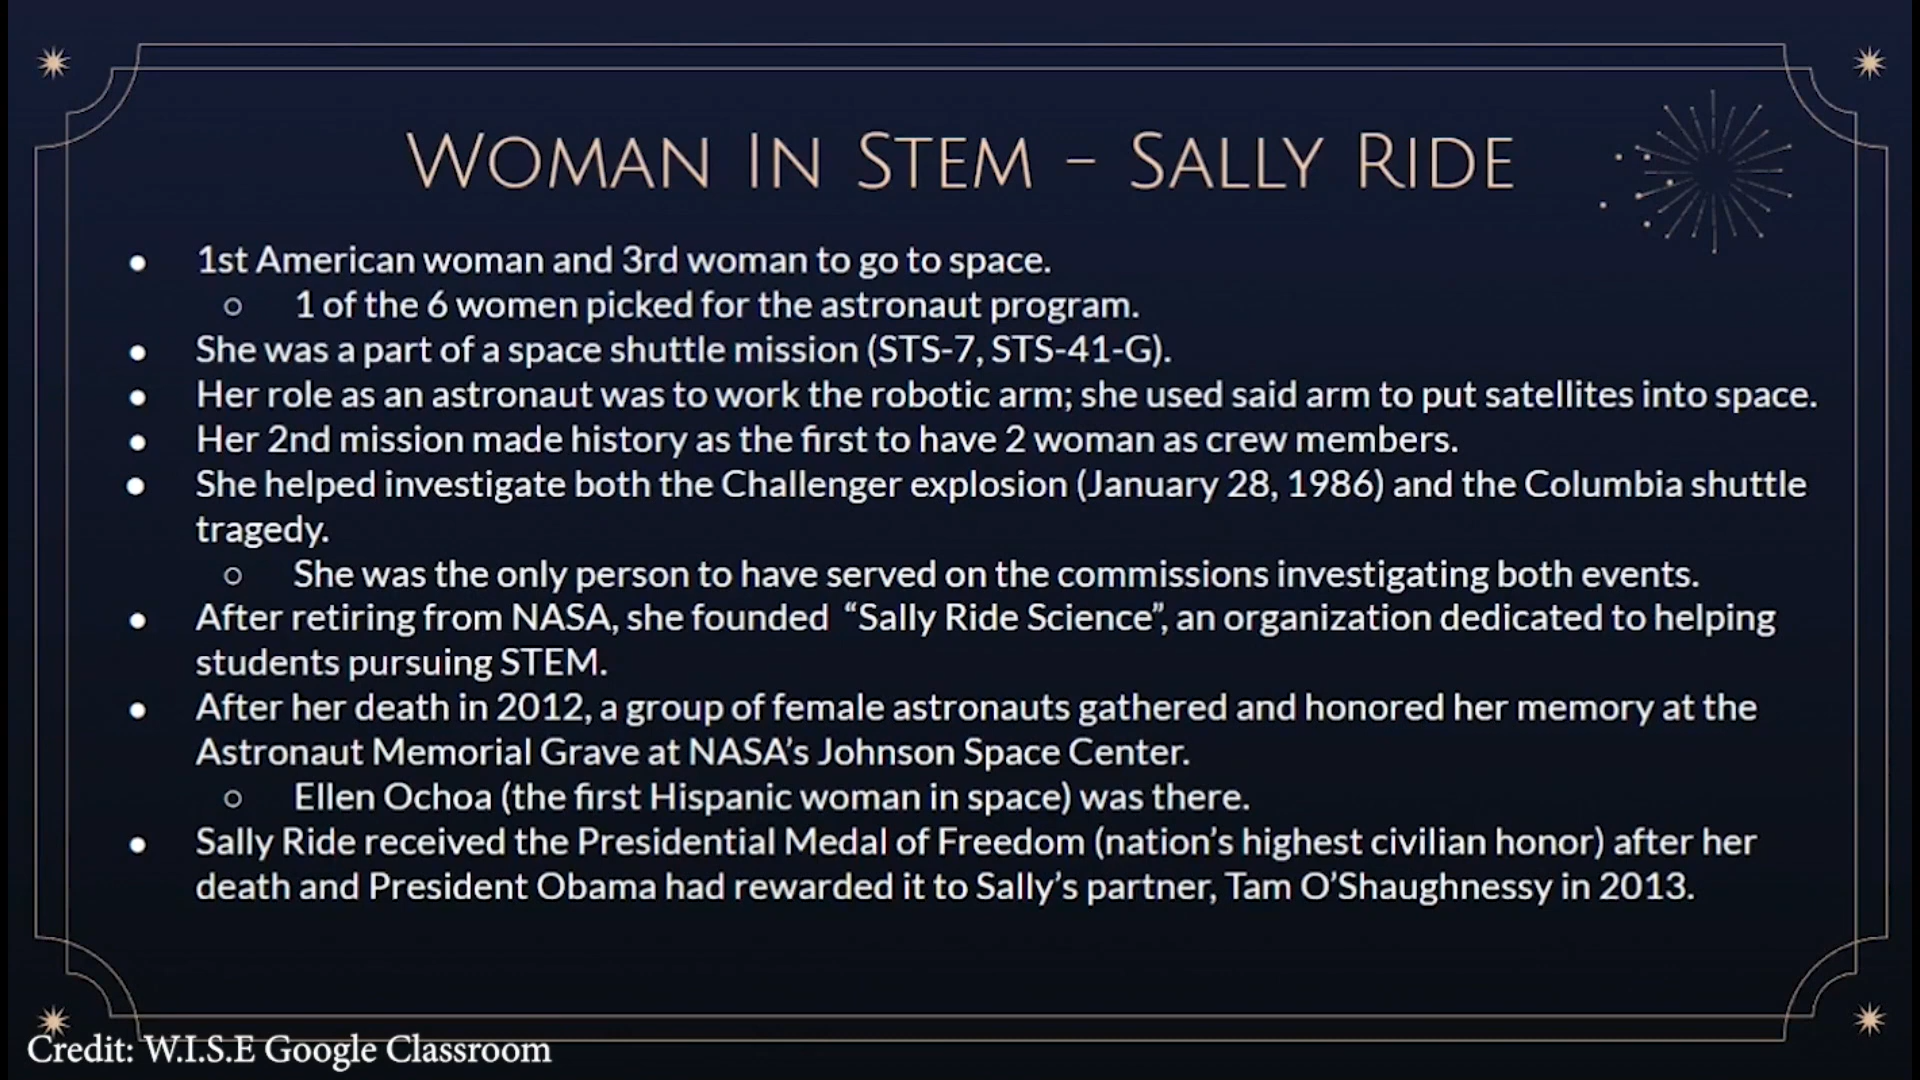 WOMAN IN STEM – SALLY RIDE
● 1st American woman and 3rd woman to go to space.
○ 1 of the 6 women picked for the astronaut program.
● She was a part of a space shuttle mission (STS-7, STS-41-G).
● Her role as an astronaut was to work the robotic arm; she used said arm to put satellites into space.
● Her 2nd mission made history as the first to have 2 woman as crew members.
● She helped investigate both the Challenger explosion (January 28, 1986) and the Columbia shuttle
tragedy.
○ She was the only person to have served on the commissions investigating both events.
● After retiring from NASA, she founded “Sally Ride Science”, an organization dedicated to helping
students pursuing STEM.
● After her death in 2012, a group of female astronauts gathered and honored her memory at the
Astronaut Memorial Grave at NASA’s Johnson Space Center.
○ Ellen Ochoa (the first Hispanic woman in space) was there.
● Sally Ride received the Presidential Medal of Freedom (nation’s highest civilian honor) after her
death and President Obama had rewarded it to Sally’s partner, Tam O’Shaughnessy in 2013.
Credit: W.I.S.E Google Classroom